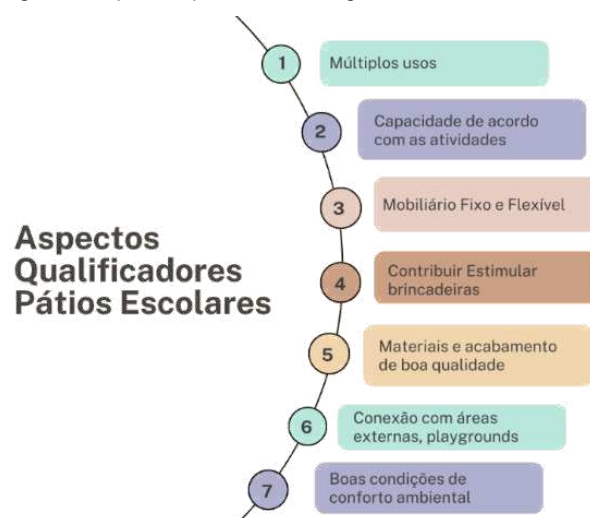 Aspectos
Qualificadores
Pátios Escolares
1
Múltiplos usos
2
Capacidade de acordo
com as atividades
3
Mobiliário Fixo e Flexível
4
Contribuir Estimular
brincadeiras
5
Materiais e acabamento
de boa qualidade
6
Conexão com áreas
externas, playgrounds
7
Boas condições de
conforto ambiental